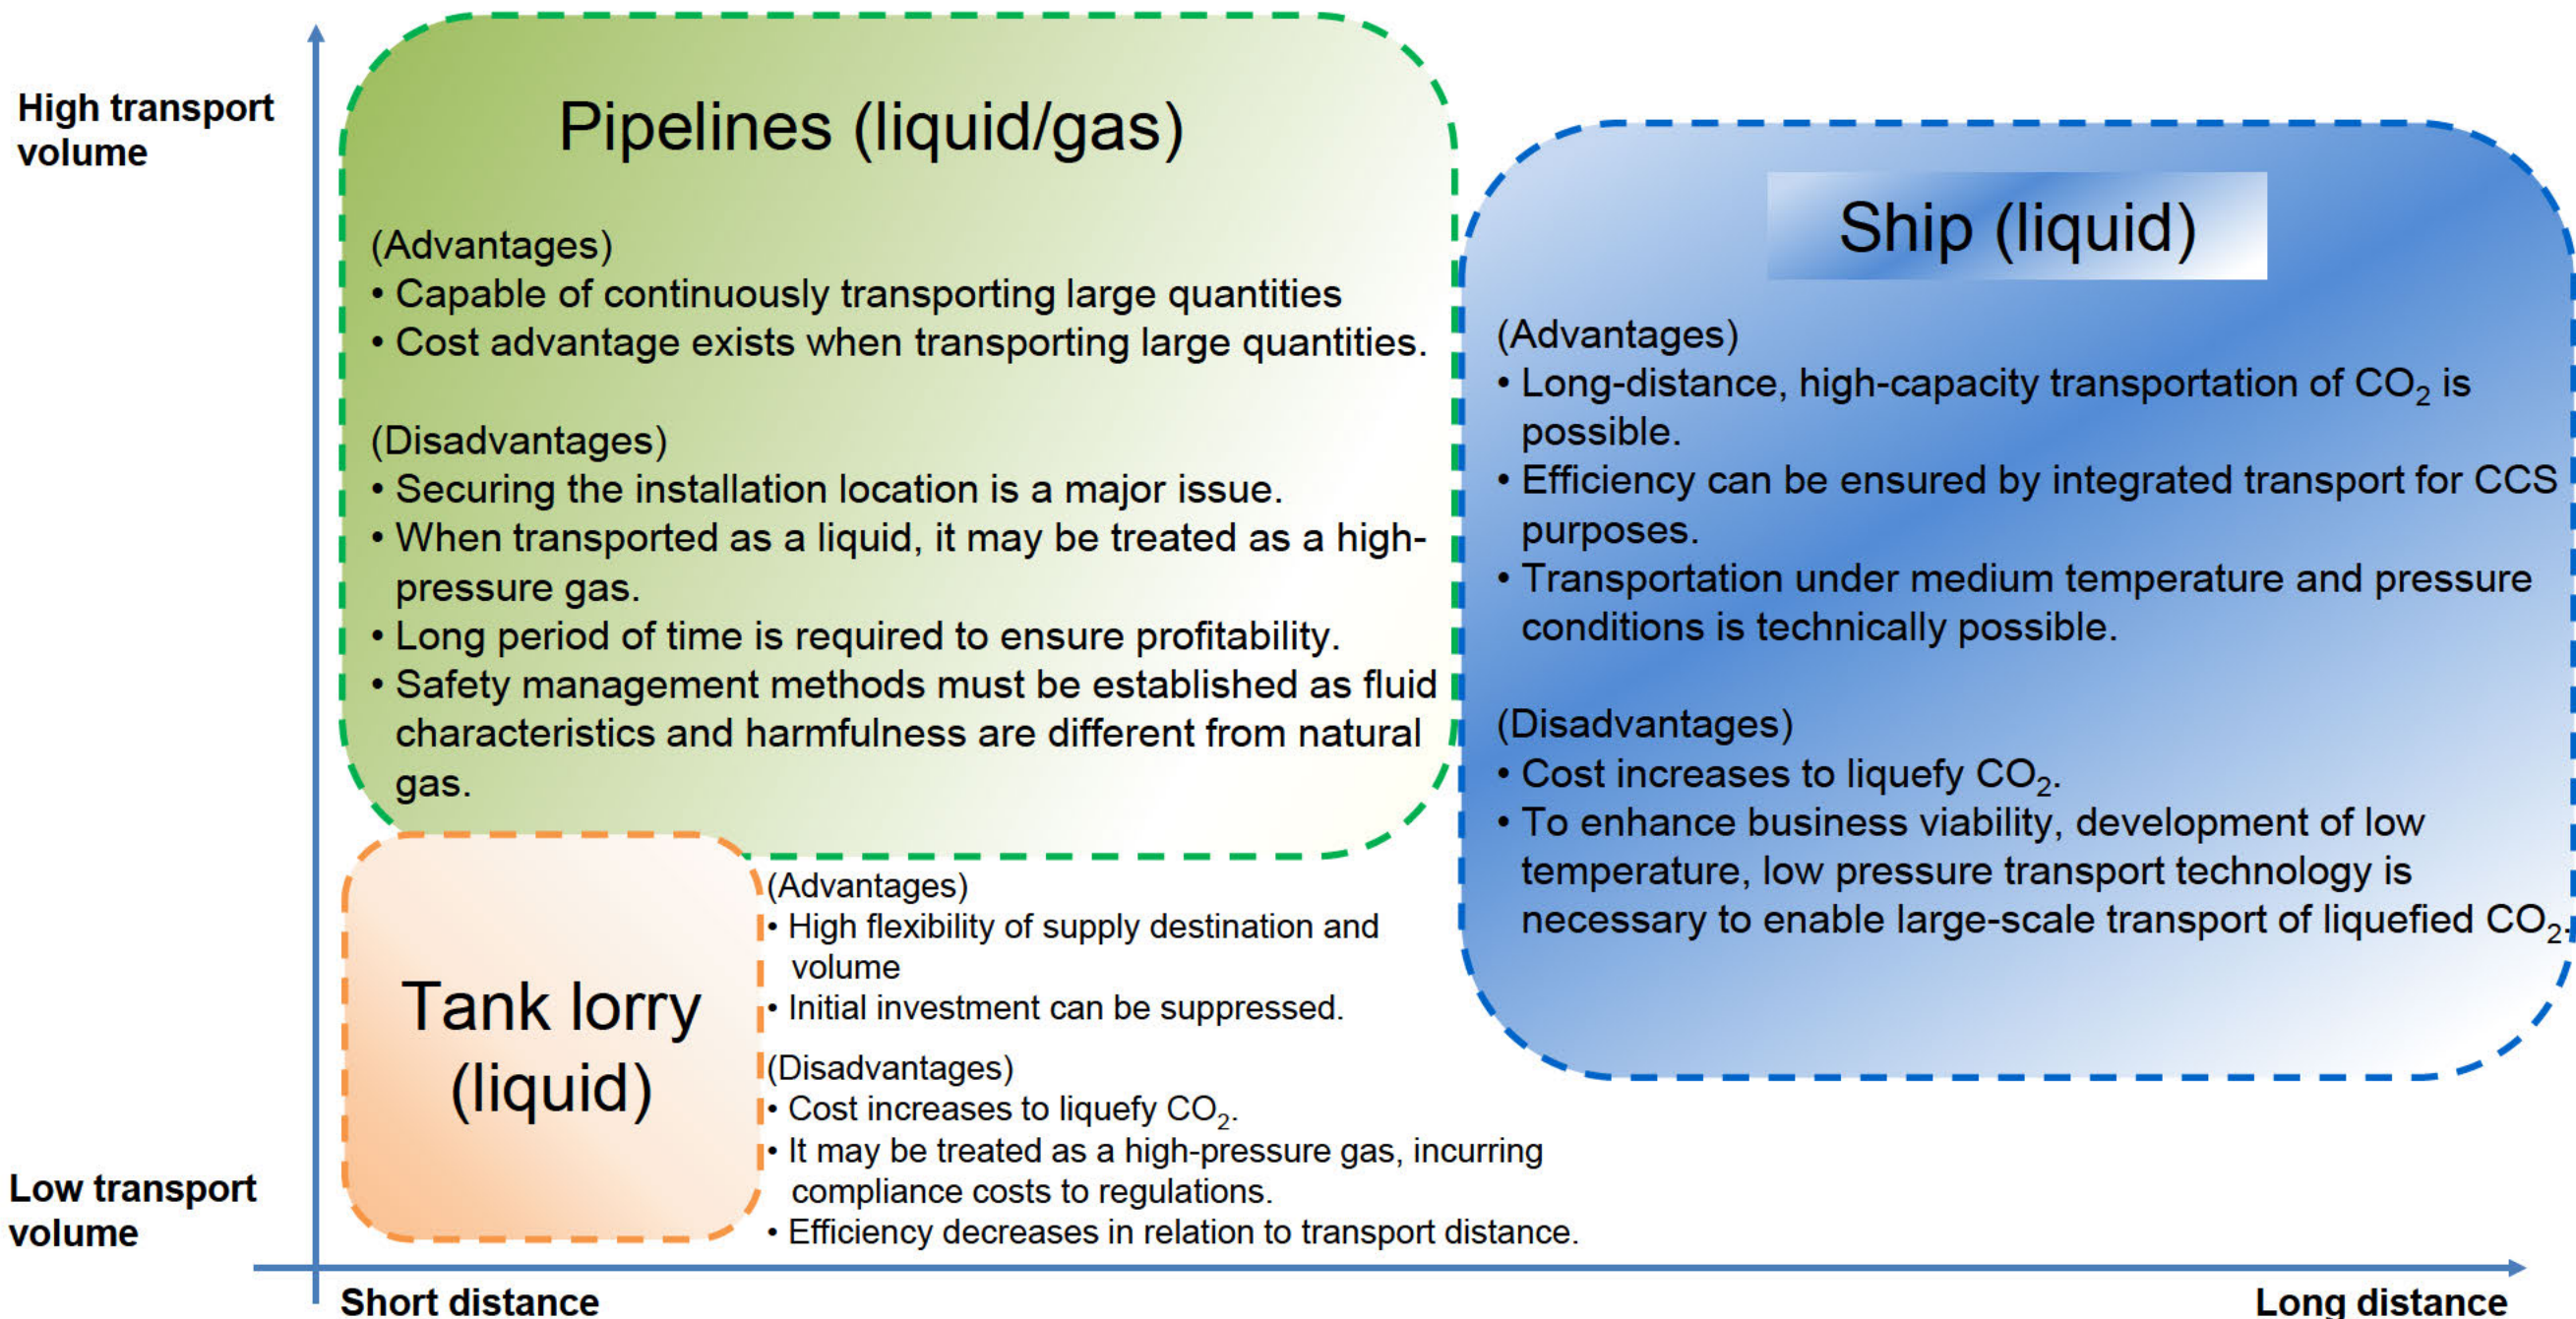 High transport
volume
Pipelines (liquid/gas)
(Advantages)
• Capable of continuously transporting large quantities
• Cost advantage exists when transporting large quantities.
(Disadvantages)
• Securing the installation location is a major issue.
• When transported as a liquid, it may be treated as a high-
pressure gas.
• Long period of time is required to ensure profitability.
• Safety management methods must be established as fluid
characteristics and harmfulness are different from natural
gas.
Ship (liquid)
(Advantages)
• Long-distance, high-capacity transportation of CO₂ is
possible.
• Efficiency can be ensured by integrated transport for CCS
purposes.
• Transportation under medium temperature and pressure
conditions is technically possible.
(Disadvantages)
• Cost increases to liquefy CO₂.
• To enhance business viability, development of low
temperature, low pressure transport technology is
necessary to enable large-scale transport of liquefied CO₂.
Tank lorry
(liquid)
(Advantages)
• High flexibility of supply destination and
volume
• Initial investment can be suppressed.
(Disadvantages)
• Cost increases to liquefy CO₂.
• It may be treated as a high-pressure gas, incurring
compliance costs to regulations.
• Efficiency decreases in relation to transport distance.
Low transport
volume
Short distance
Long distance